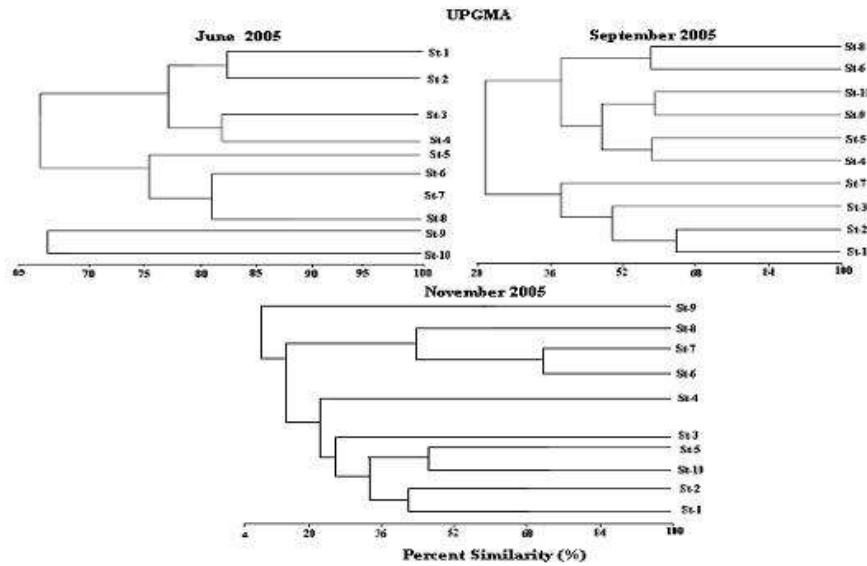 UPGMA
June 2005
St-1
St-2
St-3
St-4
St-5
St-6
St-7
St-8
St-9
St-10
65 70 80 85 90 95 100
September 2005
St-8
St-6
St-9
St-5
St-4
St-7
St-3
St-2
St-1
36 52 68 84 100
November 2005
St-9
St-8
St-7
St-6
St-4
St-3
St-5
St-10
St-2
St-1
4 20 36 52 68 84 100
Percent Similarity (%)